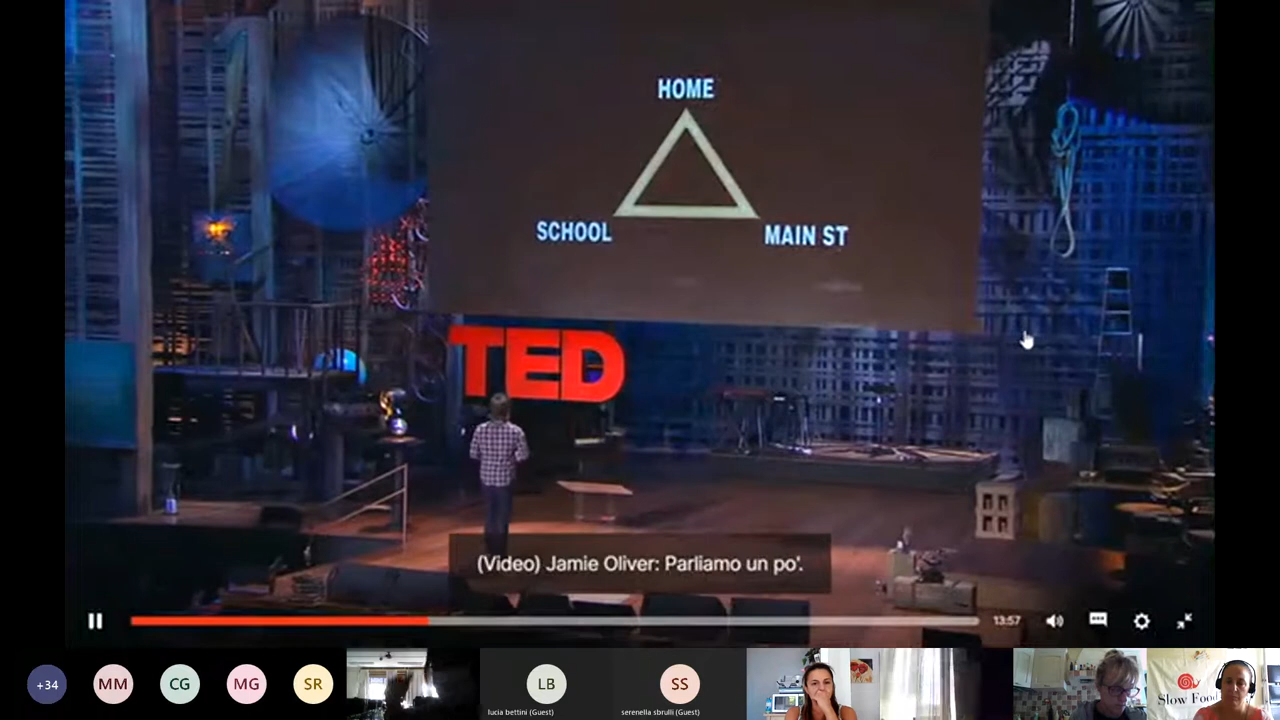 HOME
SCHOOL
MAIN ST
TED
(Video) Jamie Oliver: Parliamo un po'.
13:57
+34
MM
CG
MG
SR
LB
SS
lucia bettini (Guest)
serenella sbrulli (Guest)
Slow Food